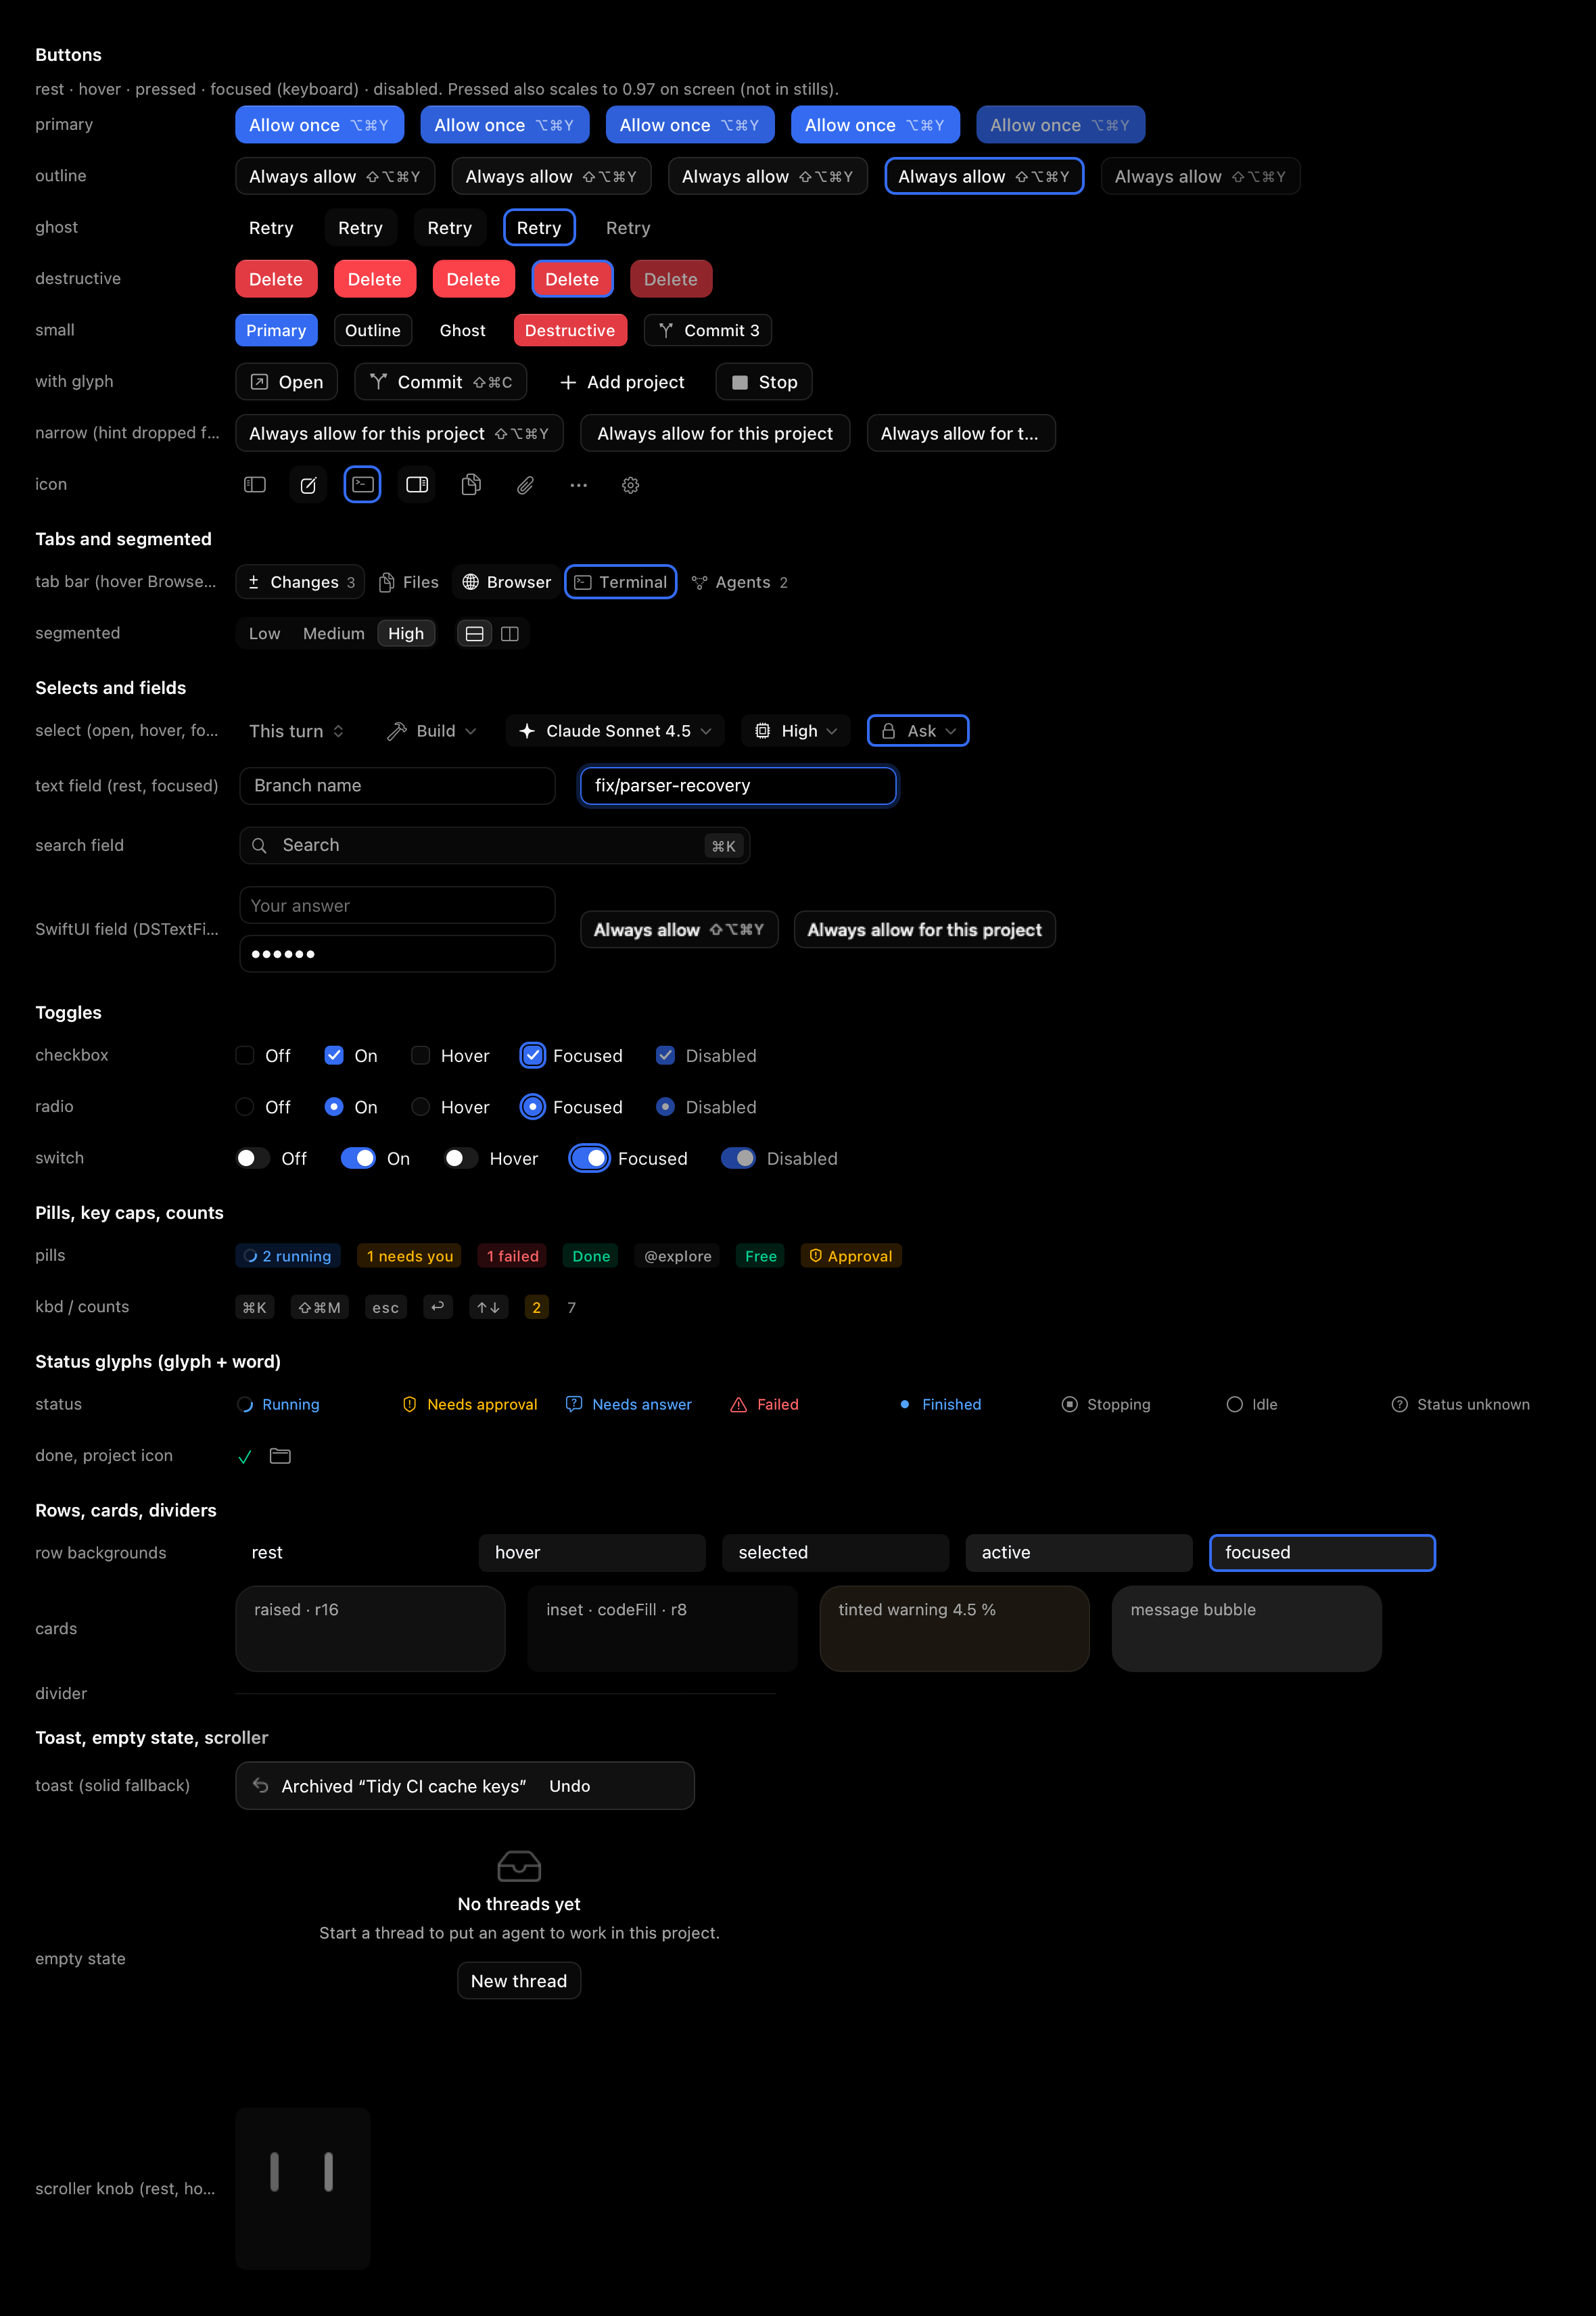 Buttons
rest · hover · pressed · focused (keyboard) · disabled. Pressed also scales to 0.97 on screen (not in stills).
primary Allow once ⌥⌘Y Allow once ⌥⌘Y Allow once ⌥⌘Y Allow once ⌥⌘Y Allow once ⌥⌘Y
outline Always allow ⇧⌥⌘Y Always allow ⇧⌥⌘Y Always allow ⇧⌥⌘Y Always allow ⇧⌥⌘Y Always allow ⇧⌥⌘Y
ghost Retry Retry Retry Retry Retry
destructive Delete Delete Delete Delete Delete
small Primary Outline Ghost Destructive Commit 3
with glyph Open Commit ⇧⌘C Add project Stop
narrow (hint dropped f... Always allow for this project ⇧⌥⌘Y Always allow for this project Always allow for t...
icon
Tabs and segmented
tab bar (hover Browse... Changes 3 Files Browser Terminal Agents 2
segmented Low Medium High
Selects and fields
select (open, hover, fo... This turn Build Claude Sonnet 4.5 High Ask
text field (rest, focused) Branch name fix/parser-recovery
search field Search ⌘K
SwiftUI field (DSTextFi... Your answer Always allow ⇧⌥⌘Y Always allow for this project
Toggles
checkbox Off On Hover Focused Disabled
radio Off On Hover Focused Disabled
switch Off On Hover Focused Disabled
Pills, key caps, counts
pills 2 running 1 needs you 1 failed Done @explore Free Approval
kbd / counts ⌘K ⇧⌘M esc ↩ ↑↓ 2 7
Status glyphs (glyph + word)
status Running Needs approval Needs answer Failed Finished Stopping Idle Status unknown
done, project icon
Rows, cards, dividers
row backgrounds rest hover selected active focused
cards raised · r16 inset · codeFill · r8 tinted warning 4.5 % message bubble
divider
Toast, empty state, scroller
toast (solid fallback) Archived “Tidy CI cache keys” Undo
No threads yet
Start a thread to put an agent to work in this project.
empty state
New thread
scroller knob (rest, ho...